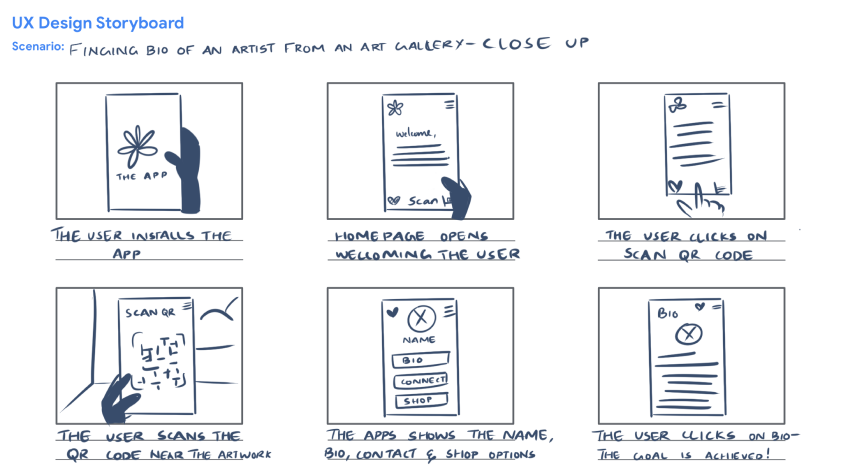 UX Design Storyboard
Scenario: FINGING BIO OF AN ARTIST FROM AN ART GALLERY - CLOSE UP
THE APP
THE USER INSTALLS THE
APP
Welcome,
Scan
HOMEPAGE OPENS
WELLOMING THE USER
THE USER CLICKS ON
SCAN QR CODE
SCAN QR
THE USER SCANS THE
QR CODE NEAR THE ARTWORK
NAME
BIO
CONNECT
SHOP
THE APPS SHOWS THE NAME,
BIO, CONTACT & SHOP OPTIONS
BIO
THE USER CLICKS ON BIO-
THE GOAL IS ACHIEVED!